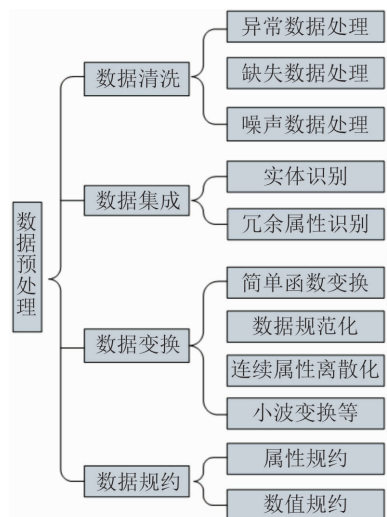 数据预处理
数据清洗
异常数据处理
缺失数据处理
噪声数据处理
数据集成
实体识别
冗余属性识别
数据变换
简单函数变换
数据规范化
连续属性离散化
小波变换等
数据规约
属性规约
数值规约